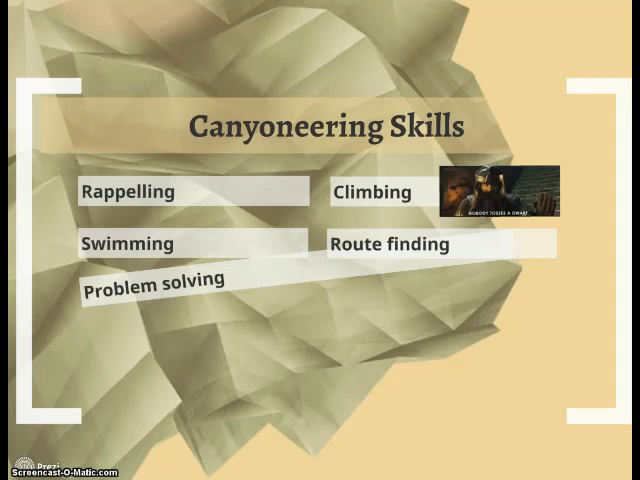 Canyoneering Skills
Rappelling
Climbing
NOBODY TOSSES A DWARF
Swimming
Route finding
Problem solving
Prezi
Screencast-O-Matic.com